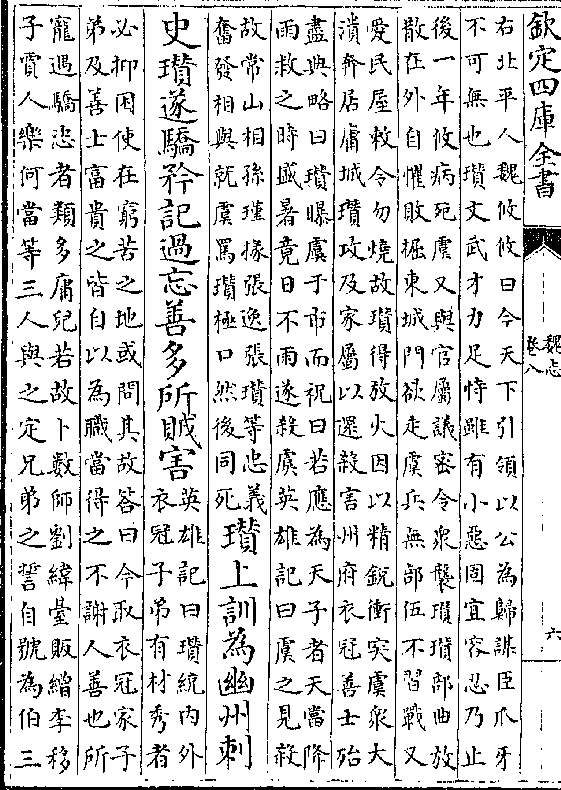 欽定四庫全書
魏志
卷八
六
右北平人魏攸攸曰今天下引領以公為歸謀臣爪牙
不可無也瓚文武才力足恃雖有小惡固宜容忍乃止
後一年攸病死虞又與官屬議密令衆襲瓚瓚部曲放
散在外自懼敗掘東城門欲走虞兵無部伍不習戰又
愛民屋敕令勿燒故瓚得放火因以精銳衝突虞衆大
潰奔居庸城瓚攻及家屬以還殺害州府衣冠善士殆
盡典略曰瓚曝虞于市而祝曰若應為天子者天當降
雨救之時盛暑竟日不雨遂殺虞英雄記曰虞之見殺
故常山相孫瑾掾張逸張瓚等忠義
奮發相與就虞罵瓚極口然後同死
瓚上訓為幽州刺
史瓚遂驕矜記過忘善多所賊害
英雄記曰瓚統內外
衣冠子弟有材秀者
必抑困使在窮苦之地或問其故答曰今取衣冠家子
弟及善士富貴之皆自以為職當得之不謝人善也所
寵遇驕恣者類多庸兒若故卜數師劉緯臺販繒李移
子賈人樂何當等三人與之定兄弟之誓自號為伯三